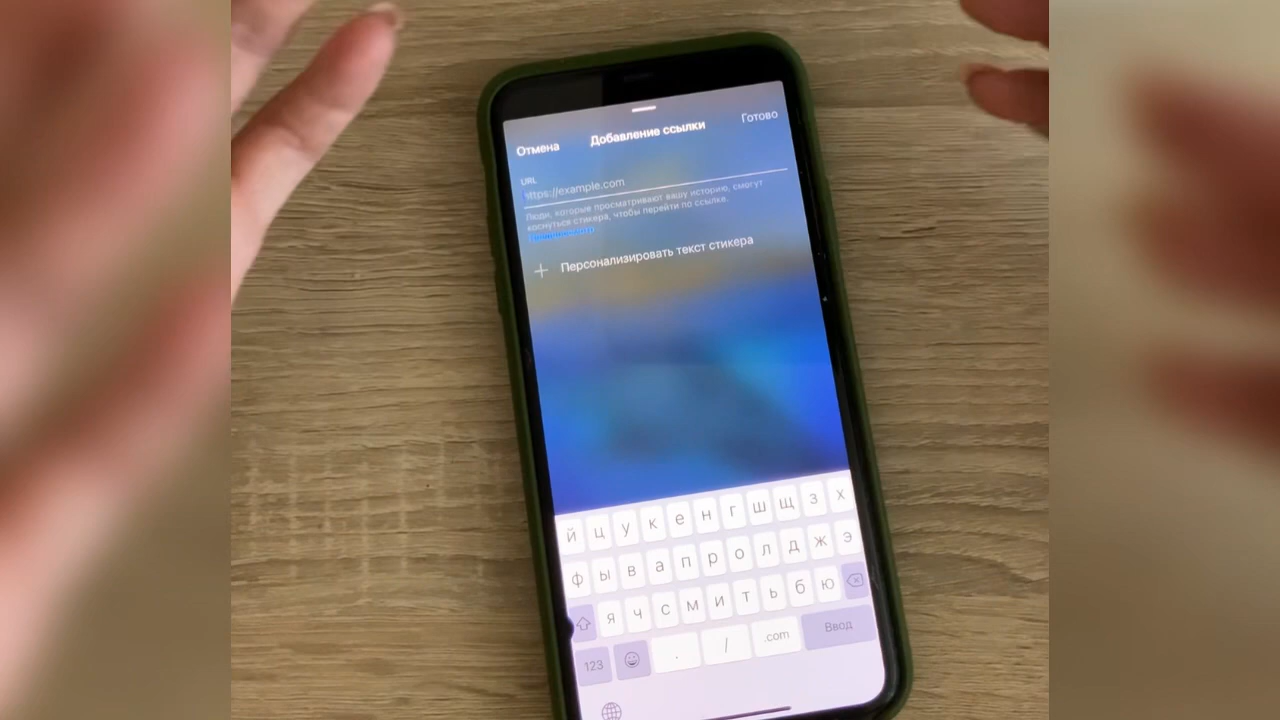 Отмена Добавление ссылки Готово
URL
https://example.com
Люди, которые просматривают вашу историю, смогут
коснуться стикера, чтобы перейти по ссылке.
+ Персонализировать текст стикера
й ц у к е н г ш щ з х
ф ы в а п р о л д ж э
я ч с м и т ь б ю
123 . / .com Ввод